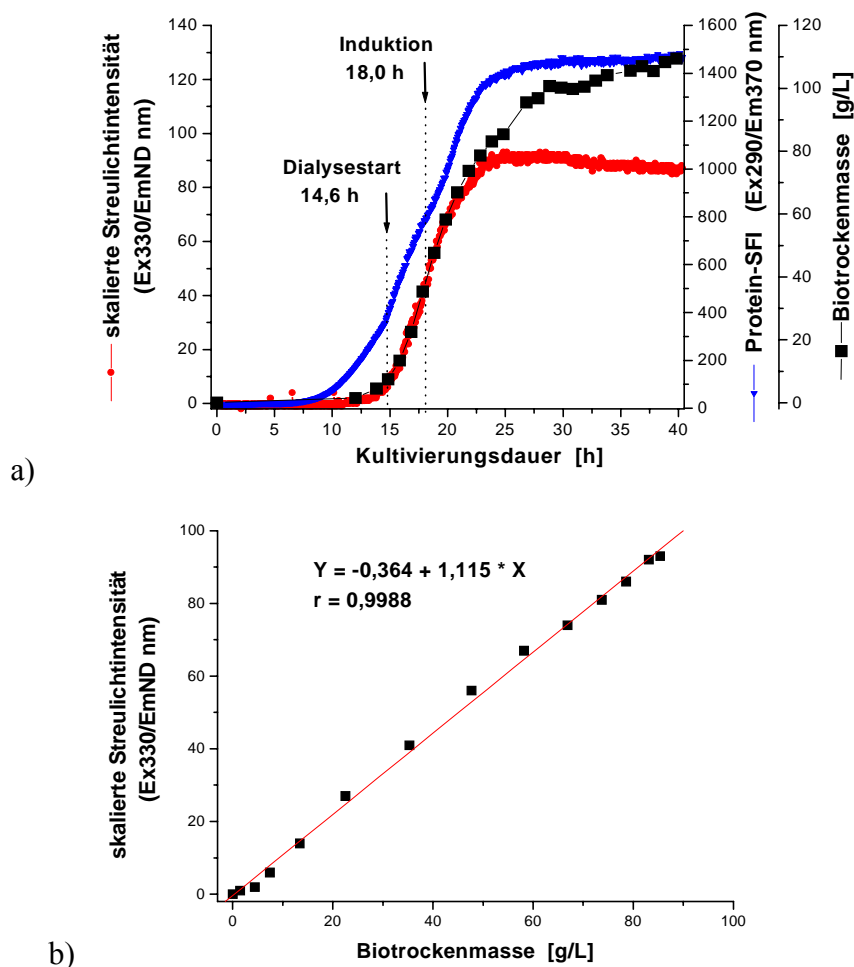 skalierte Streulichtintensität
(Ex330/EmND nm)
140
120
100
80
60
40
20
0
Induktion
18,0 h
Dialysestart
14,6 h
0 5 10 15 20 25 30 35 40
Kultivierungsdauer [h]
1600
1400
1200
1000
800
600
400
200
0
Protein-SFI (Ex290/Em370 nm)
120
100
80
60
40
20
0
Biotrockenmasse [g/L]
a)
skalierte Streulichtintensität
(Ex330/EmND nm)
100
80
60
40
20
0
Y = -0,364 + 1,115 * X
r = 0,9988
0 20 40 60 80 100
Biotrockenmasse [g/L]
b)